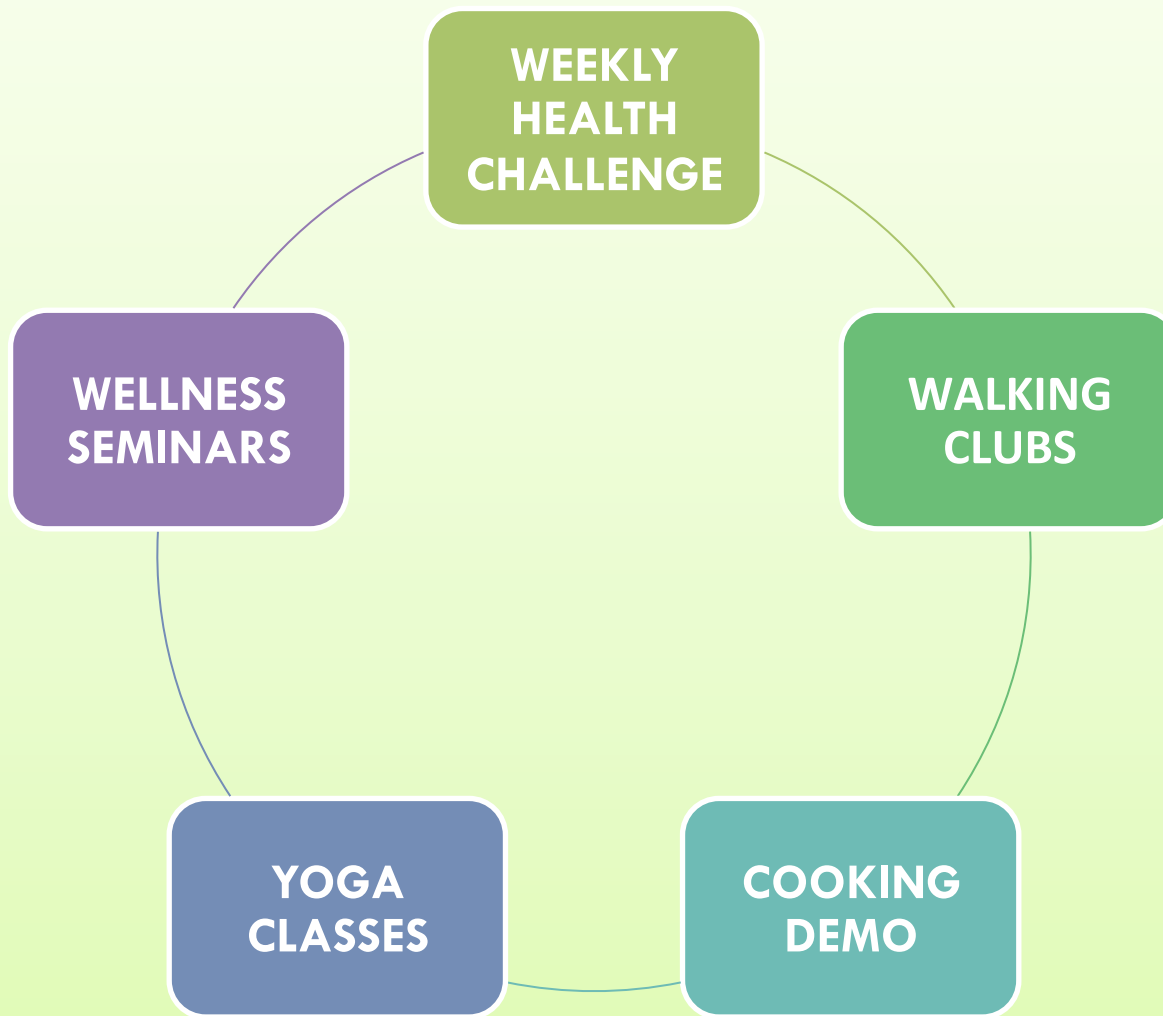 WEEKLY
HEALTH
CHALLENGE
WALKING
CLUBS
COOKING
DEMO
YOGA
CLASSES
WELLNESS
SEMINARS